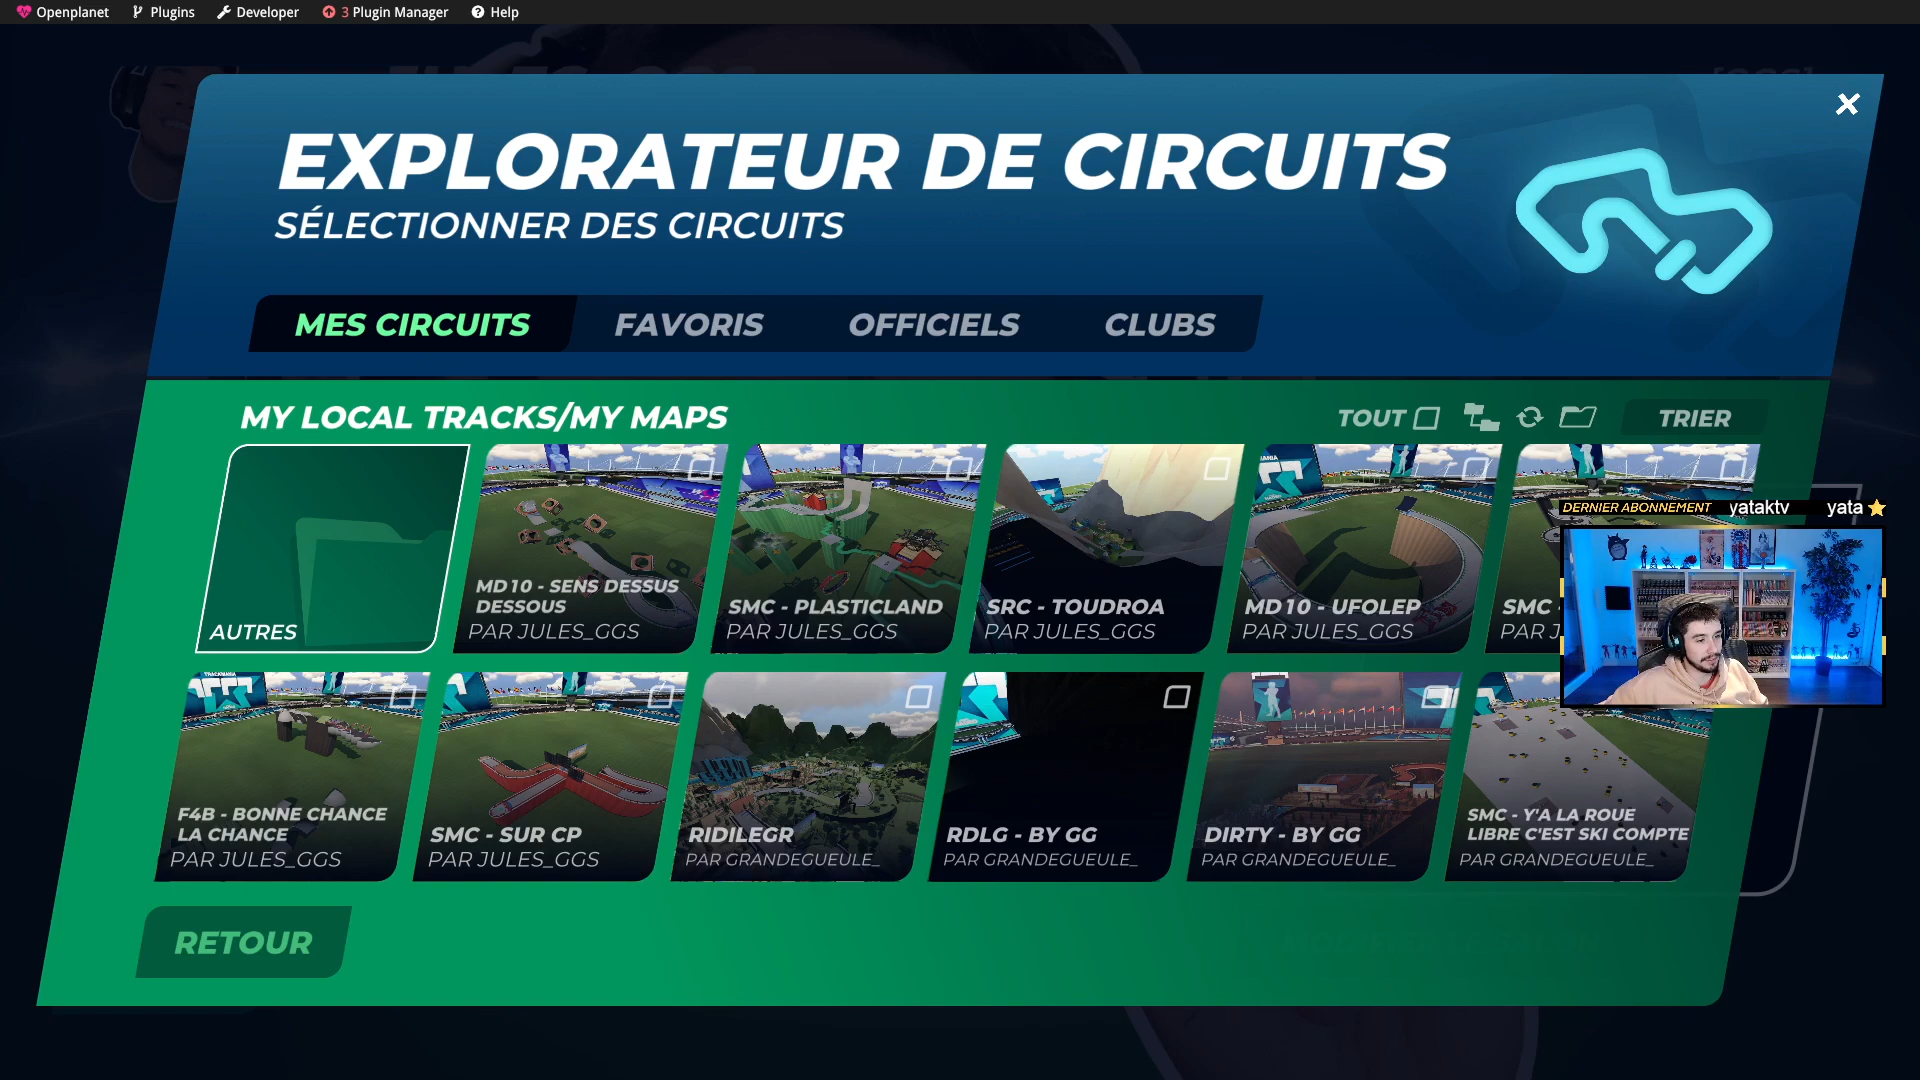 Openplanet Plugins Developer 3 Plugin Manager Help
EXPLORATEUR DE CIRCUITS
SÉLECTIONNER DES CIRCUITS
MES CIRCUITS FAVORIS OFFICIELS CLUBS
MY LOCAL TRACKS/MY MAPS
TOUT TRIER
AUTRES
MD10 - SENS DESSUS
DESSOUS
PAR JULES_GGS
SMC - PLASTICLAND
PAR JULES_GGS
SRC - TOUDROA
PAR JULES_GGS
MD10 - UFOLEP
PAR JULES_GGS
SMC -
PAR J
DERNIER ABONNEMENT yataktv yata
TRACKMANIA
F4B - BONNE CHANCE
LA CHANCE
PAR JULES_GGS
SMC - SUR CP
PAR JULES_GGS
RIDILEGR
PAR GRANDEGUEULE_
RDLG - BY GG
PAR GRANDEGUEULE_
DIRTY - BY GG
PAR GRANDEGUEULE_
SMC - Y'A LA ROUE
LIBRE C'EST SKI COMPTE
PAR GRANDEGUEULE_
RETOUR